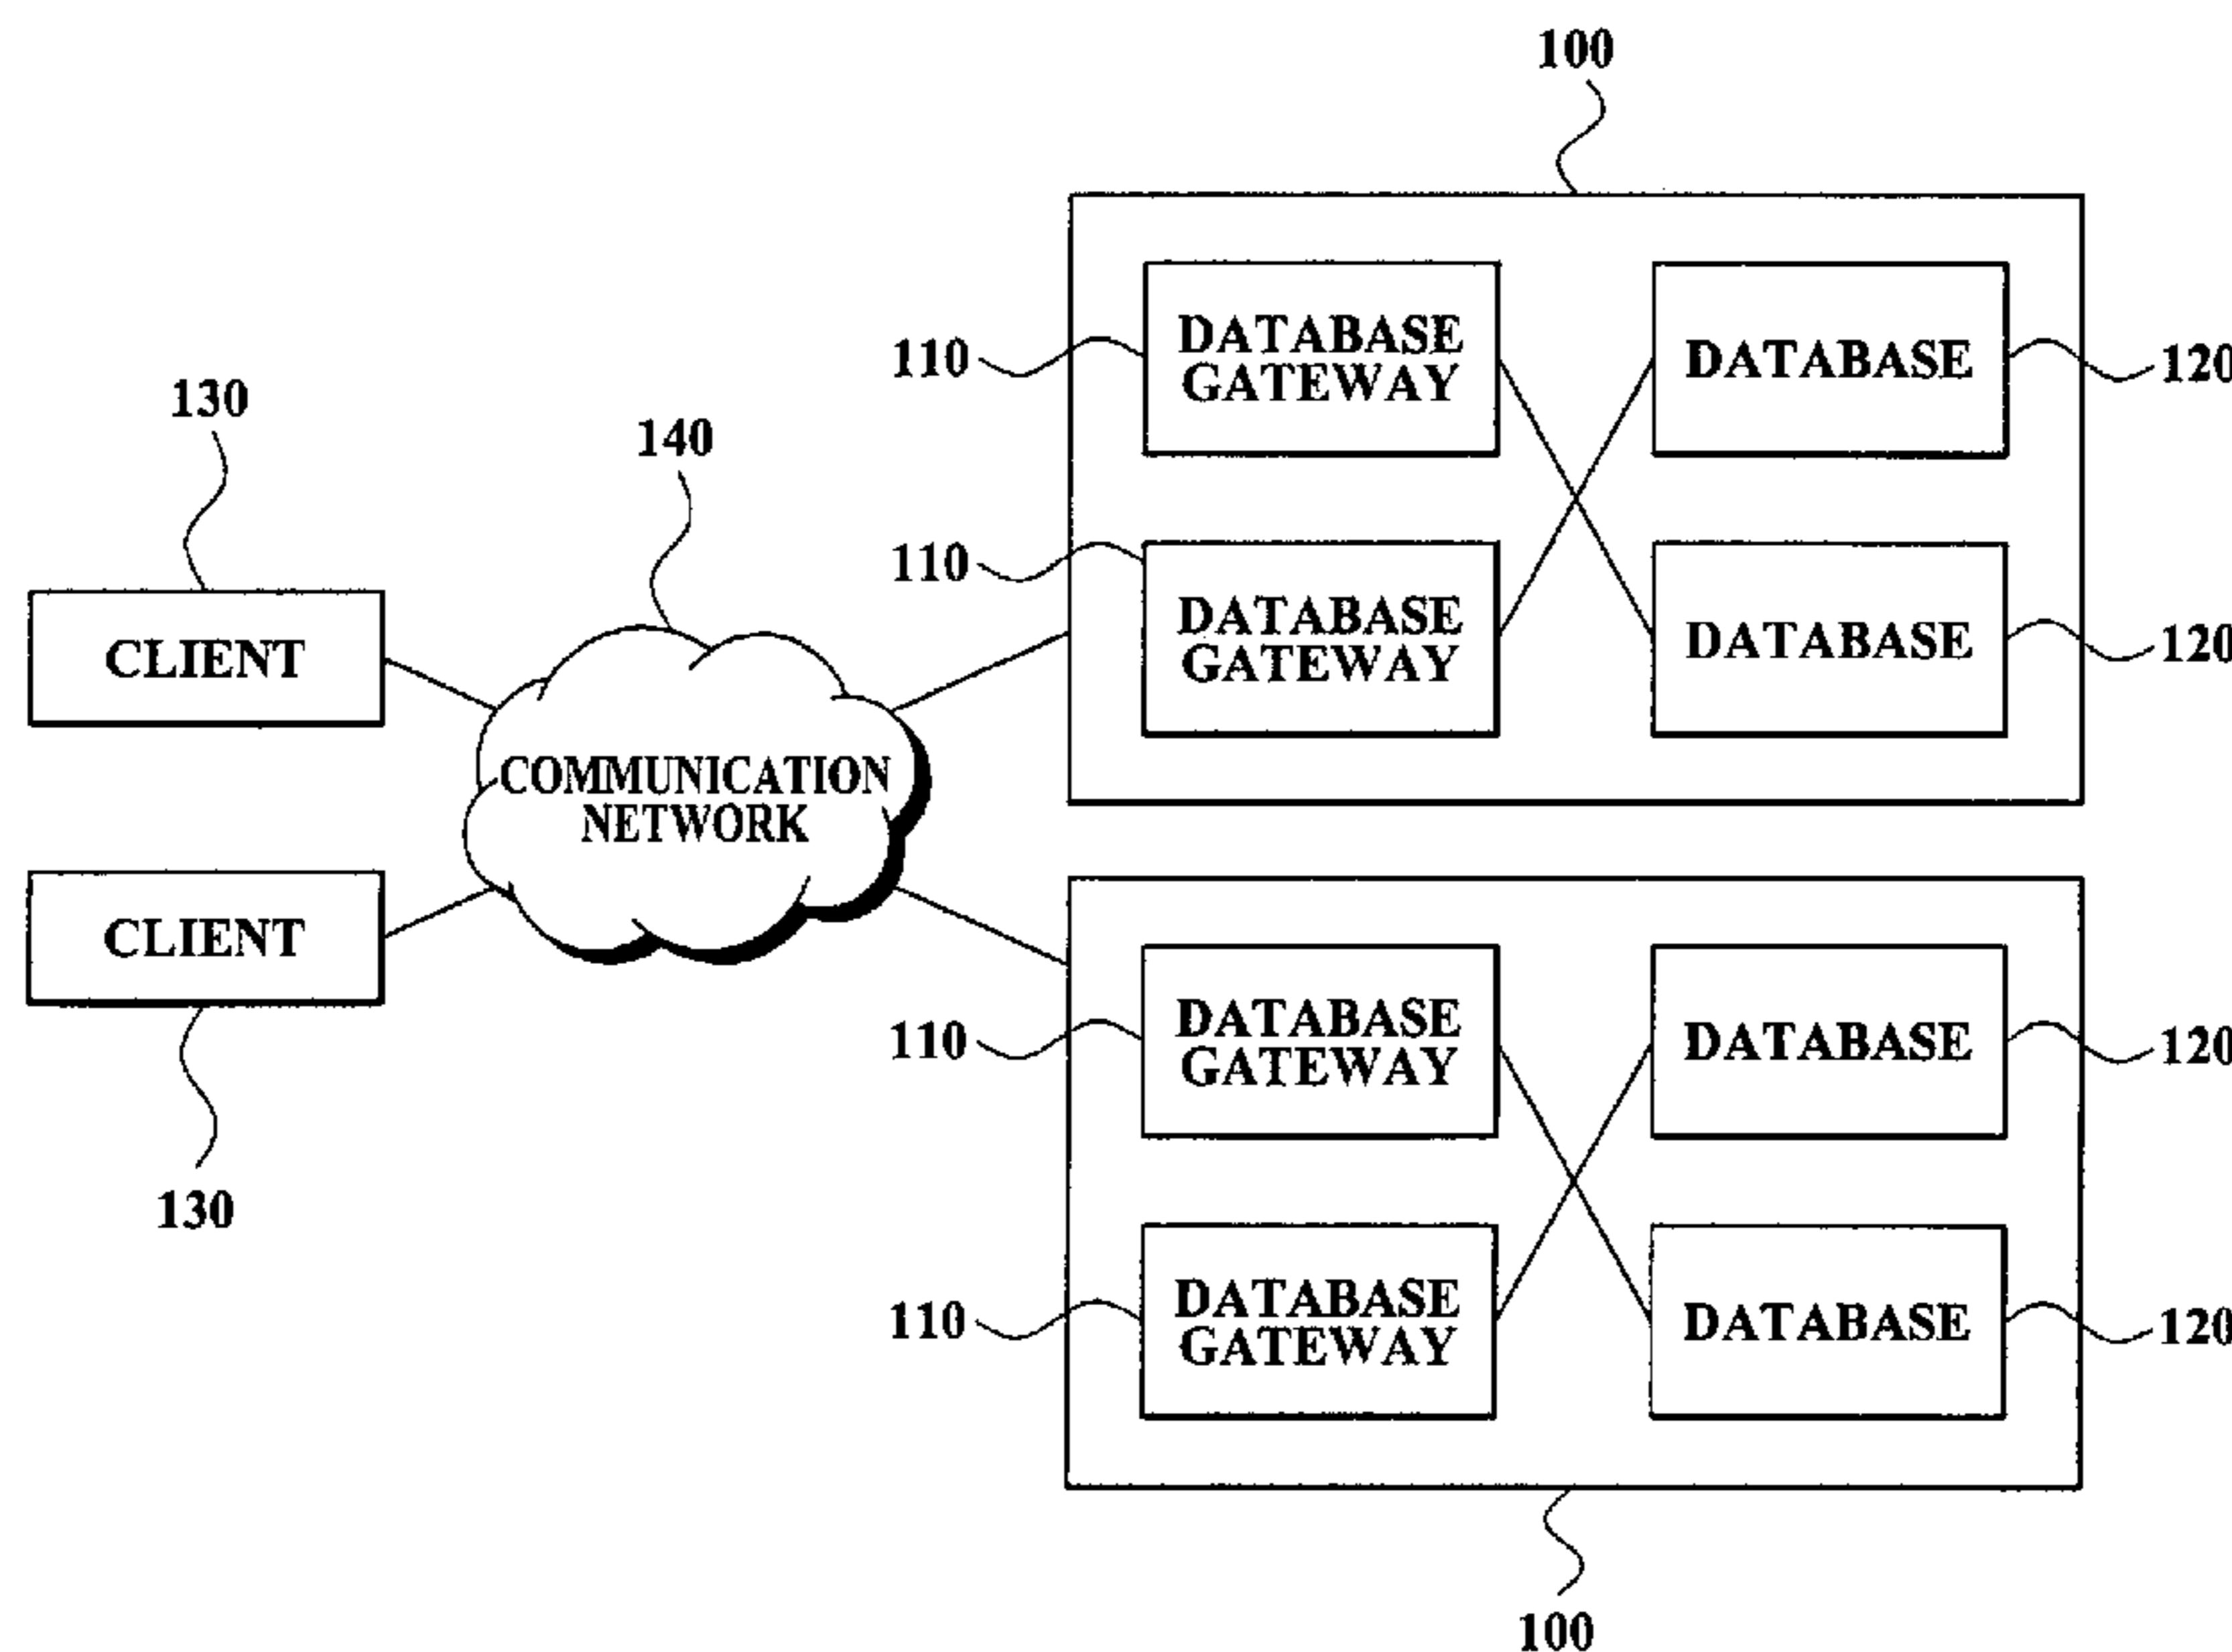 100
110
DATABASE
GATEWAY
DATABASE
120
130
140
110
DATABASE
GATEWAY
DATABASE
120
CLIENT
COMMUNICATION
NETWORK
CLIENT
130
110
DATABASE
GATEWAY
DATABASE
120
110
DATABASE
GATEWAY
DATABASE
120
100